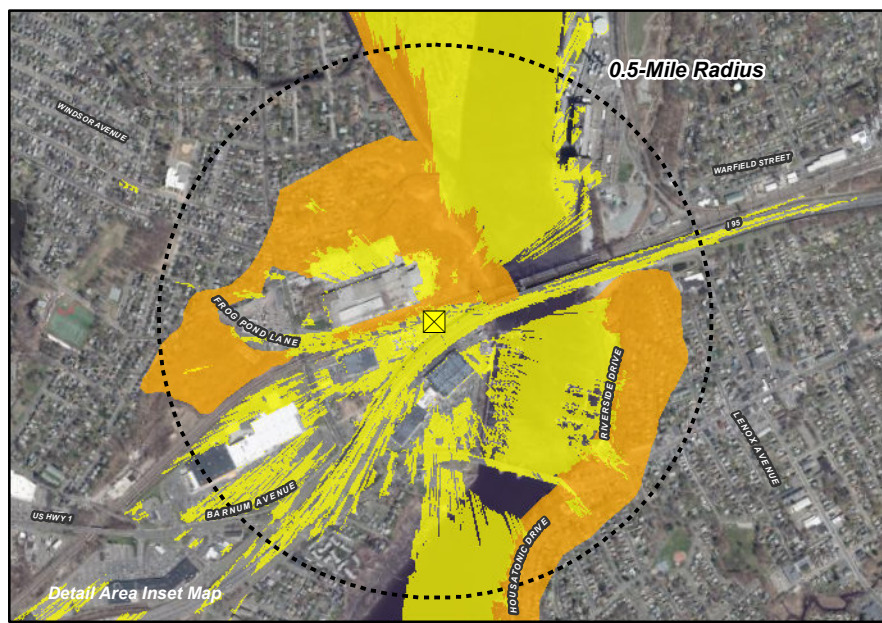 0.5-Mile Radius
WINDSOR AVENUE
WARFIELD STREET
I 95
FROG POND LANE
RIVERSIDE DRIVE
LENOX AVENUE
BARNUM AVENUE
US HWY 1
HOUSATONIC DRIVE
Detail Area Inset Map